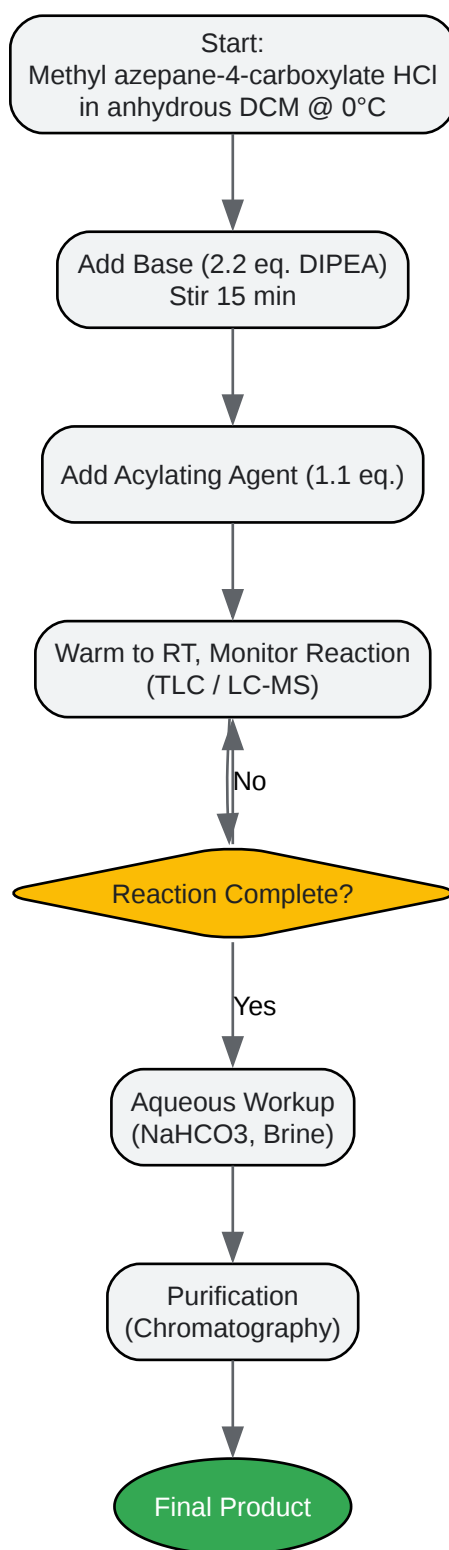 Start:
Methyl azepane-4-carboxylate HCl
in anhydrous DCM @ 0°C
Add Base (2.2 eq. DIPEA)
Stir 15 min
Add Acylating Agent (1.1 eq.)
Warm to RT, Monitor Reaction
(TLC / LC-MS)
No
Reaction Complete?
Yes
Aqueous Workup
(NaHCO3, Brine)
Purification
(Chromatography)
Final Product